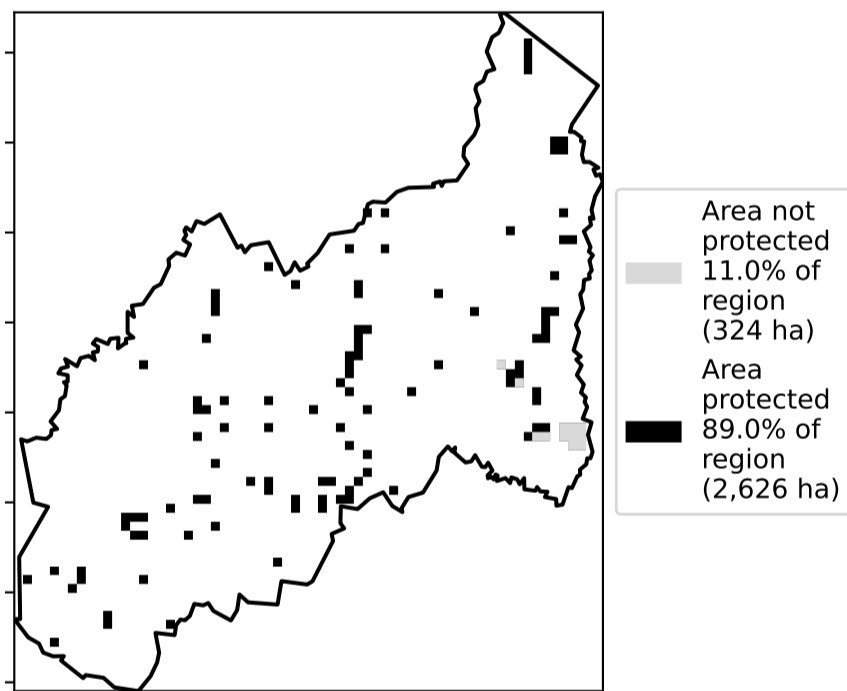 Area not
protected
11.0% of
region
(324 ha)
Area
protected
89.0% of
region
(2,626 ha)